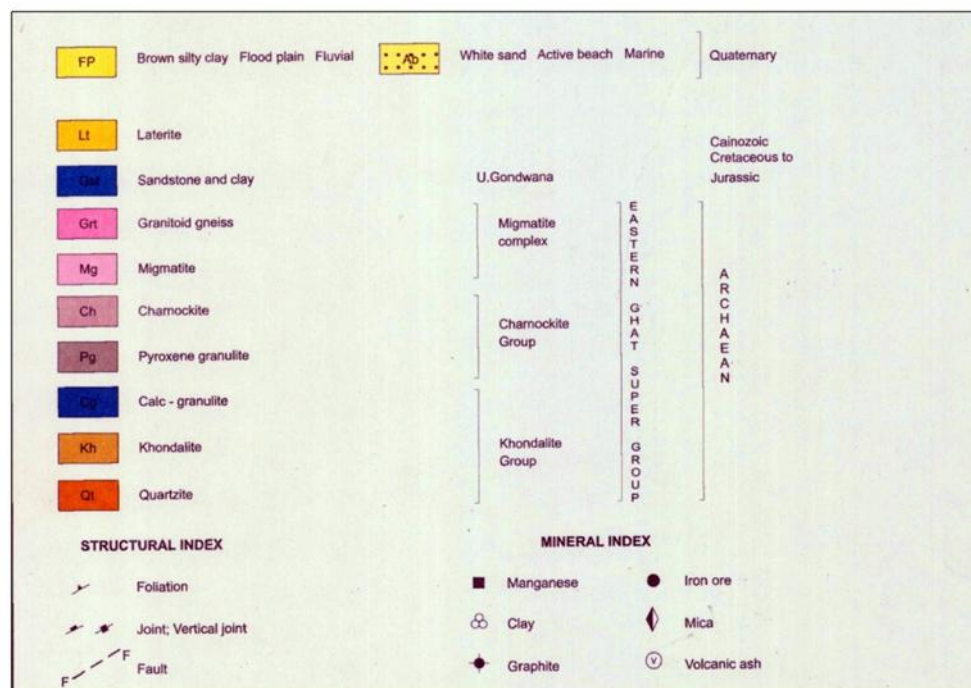 FP Brown silty clay Flood plain Fluvial Ab White sand Active beach Marine Quaternary
Lt Laterite
Cainozoic
Cretaceous to
Jurassic
Sandstone and clay U.Gondwana
Grt Granitoid gneiss
Migmatite
complex
Mg Migmatite
Ch Charnockite
Charnockite
Group
Pg Pyroxene granulite
Cg Calc - granulite
Kh Khondalite
Khondalite
Group
Qt Quartzite
EASTERN GHAT SUPER GROUP
ARCHAEAN
STRUCTURAL INDEX
Foliation
Joint; Vertical joint
F F Fault
MINERAL INDEX
Manganese Iron ore
Clay Mica
Graphite V Volcanic ash